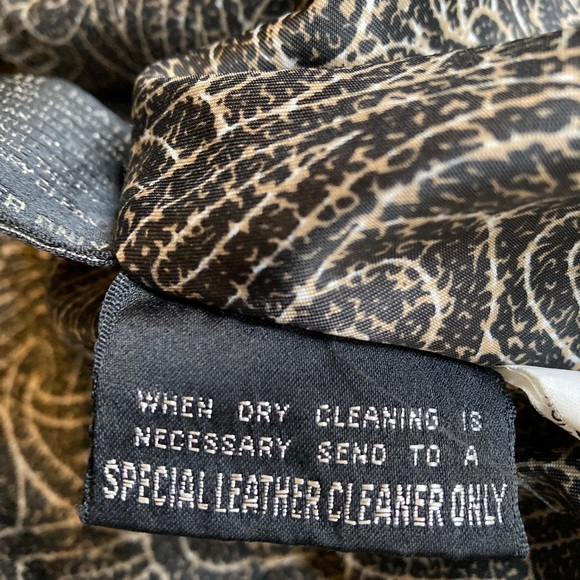 WHEN DRY CLEANING IS
NECESSARY SEND TO A
SPECIAL LEATHER CLEANER ONLY